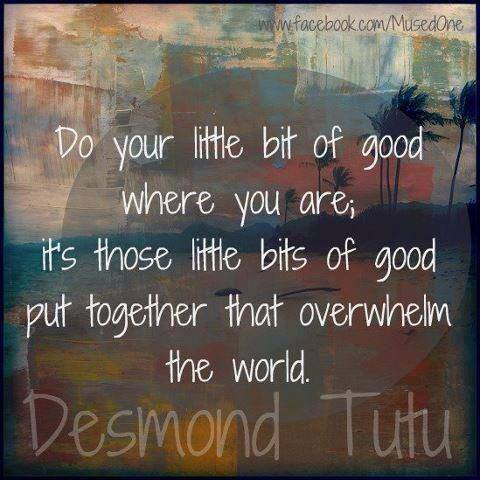 www.facebook.com/MusedOne
Do your little bit of good
where you are;
it's those little bits of good
put together that overwhelm
the world.
Desmond Tutu